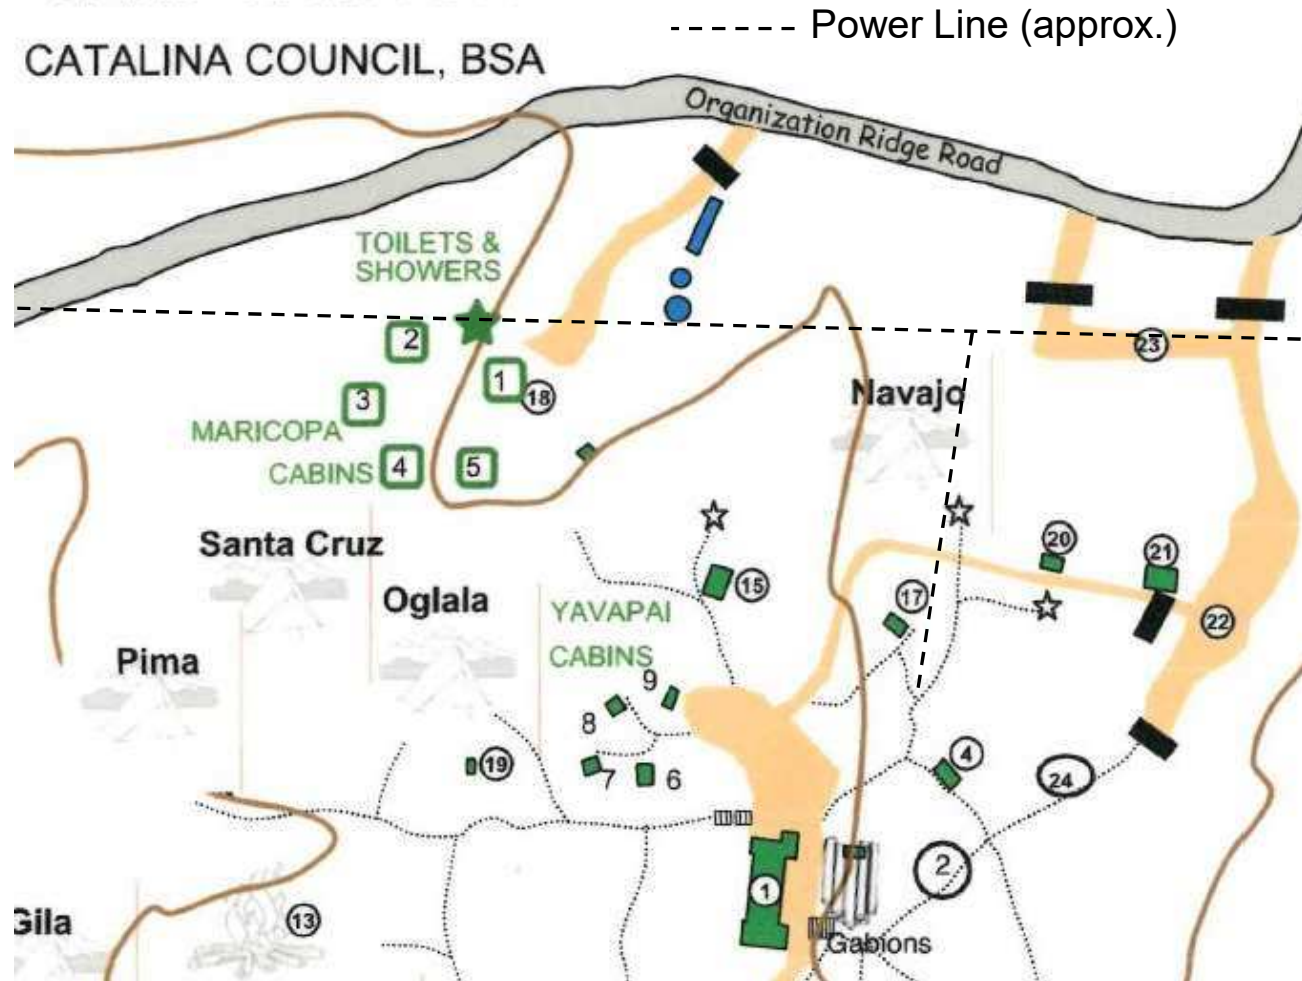 Power Line (approx.)
CATALINA COUNCIL, BSA
Organization Ridge Road
TOILETS &
SHOWERS
2
1
18
3
MARICOPA
CABINS
4
5
23
Navajo
Santa Cruz
Oglala
Pima
YAVAPAI
CABINS
15
17
20
21
22
9
8
7
6
19
4
24
2
1
13
Gila
Gabions